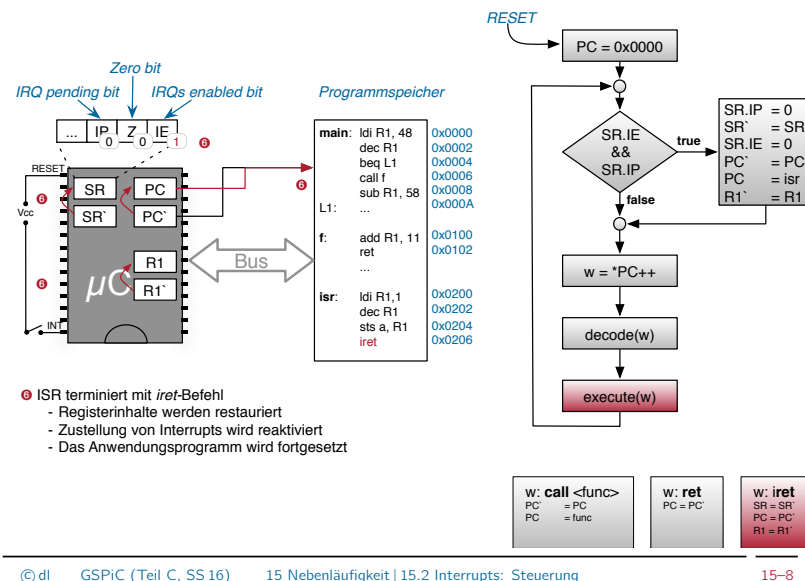 RESET
PC = 0x0000
Zero bit
IRQ pending bit
IRQs enabled bit
Programmspeicher
... IP Z IE
0 0 1 ❻
main: ldi R1, 48 0x0000
dec R1 0x0002
beq L1 0x0004
call f 0x0006
sub R1, 58 0x0008
L1: ... 0x000A
f: add R1, 11 0x0100
ret 0x0102
...
isr: ldi R1,1 0x0200
dec R1 0x0202
sts a, R1 0x0204
iret 0x0206
RESET
❻
Vcc
❻
INT
SR
PC
SR`
PC`
R1
R1`
µC
Bus
❻
SR.IE
&&
SR.IP
true
false
SR.IP = 0
SR` = SR
SR.IE = 0
PC` = PC
PC = isr
R1` = R1
w = *PC++
decode(w)
execute(w)
❻ ISR terminiert mit iret-Befehl
- Registerinhalte werden restauriert
- Zustellung von Interrupts wird reaktiviert
- Das Anwendungsprogramm wird fortgesetzt
w: call <func>
PC` = PC
PC = func
w: ret
PC = PC`
w: iret
SR = SR`
PC = PC`
R1 = R1`
© dl GSPiC (Teil C, SS 16) 15 Nebenläufigkeit | 15.2 Interrupts: Steuerung 15–8